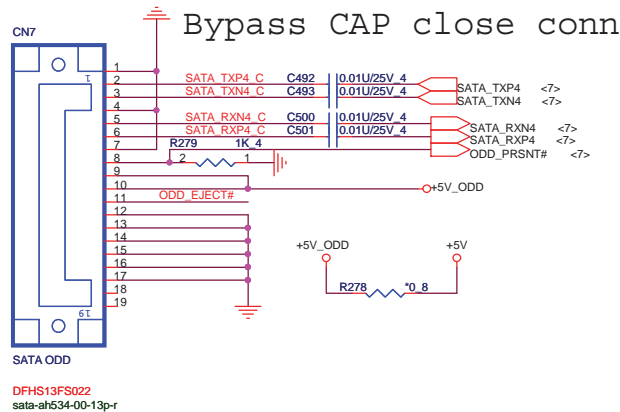 Bypass CAP close conn
CN7
1
1
2 SATA_TXP4_C C492 0.01U/25V_4 SATA_TXP4 <7>
3 SATA_TXN4_C C493 0.01U/25V_4 SATA_TXN4 <7>
4
5 SATA_RXN4_C C500 0.01U/25V_4 SATA_RXN4 <7>
6 SATA_RXP4_C C501 0.01U/25V_4 SATA_RXP4 <7>
7 R279 1K_4 ODD_PRSNT# <7>
8 2 1
9
10 +5V_ODD
11 ODD_EJECT#
12
13
14
15
16
17
18
19
19
+5V_ODD +5V
R278 *0_8
SATA ODD
DFHS13FS022
sata-ah534-00-13p-r